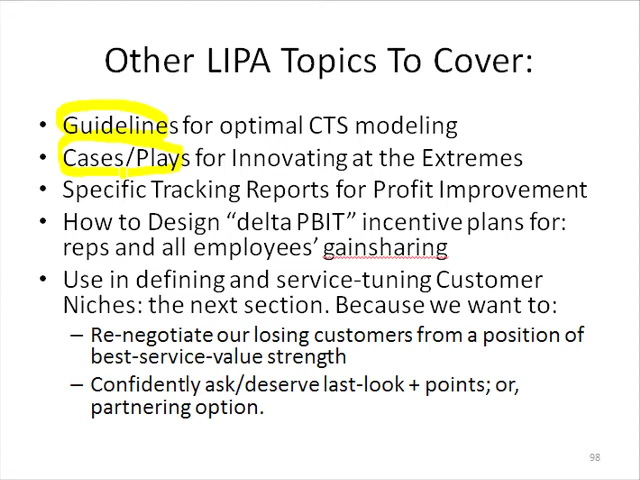 Other LIPA Topics To Cover:
• Guidelines for optimal CTS modeling
• Cases/Plays for Innovating at the Extremes
• Specific Tracking Reports for Profit Improvement
• How to Design “delta PBIT” incentive plans for:
reps and all employees’ gainsharing
• Use in defining and service-tuning Customer
Niches: the next section. Because we want to:
– Re-negotiate our losing customers from a position of
best-service-value strength
– Confidently ask/deserve last-look + points; or,
partnering option.
98